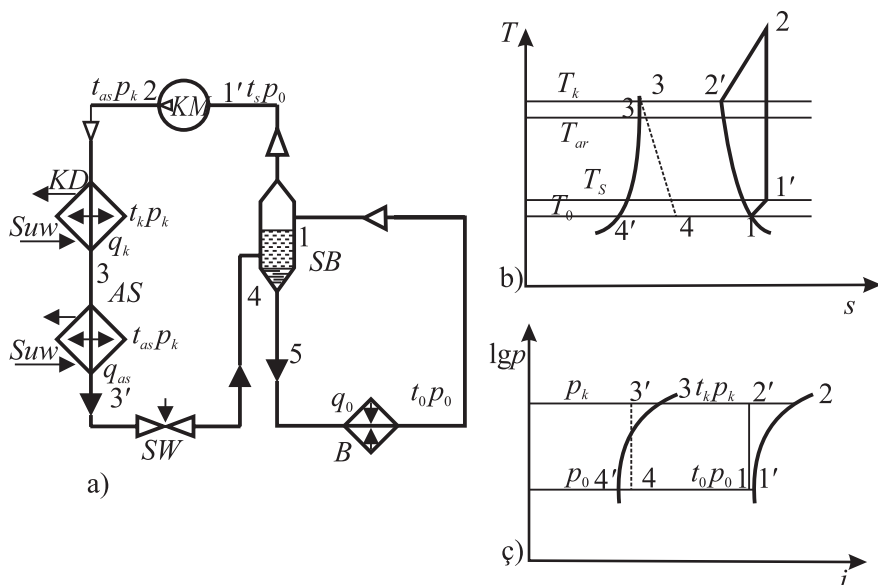 t_as p_k 2 KM 1′ t_s p_0
KD
Suw t_k p_k
q_k
3
AS
Suw t_as p_k
q_as
3′
SW
1
SB
4
5
q_0 t_0 p_0
B
a)
T
2
T_k 3 2′
3
T_ar
T_S 1′
T_0 4′ 4 1
b) s
lgp
p_k 3′ 3 t_k p_k 2′ 2
p_0 4′ 4 t_0 p_0 1 1′
ç)
i